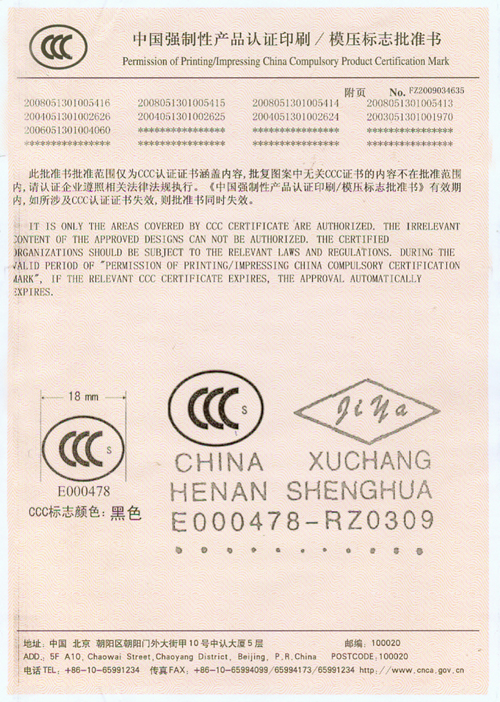 中国强制性产品认证印刷/模压标志批准书
Permission of Printing/Impressing China Compulsory Product Certification Mark
附页 No. FZ2009034635
2008051301005416 2008051301005415 2008051301005414 2008051301005413
2004051301002626 2004051301002625 2004051301002624 2003051301001970
2006051301004060 **************** **************** ****************
**************** **************** **************** ****************
此批准书批准范围仅为CCC认证证书涵盖内容,批复图案中无关CCC证书的内容不在批准范围
内,请认证企业遵照相关法律法规执行。《中国强制性产品认证印刷/模压标志批准书》有效期
内,如所涉及CCC认证证书失效,则批准书同时失效。
IT IS ONLY THE AREAS COVERED BY CCC CERTIFICATE ARE AUTHORIZED. THE IRRELEVANT
CONTENT OF THE APPROVED DESIGNS CAN NOT BE AUTHORIZED. THE CERTIFIED
ORGANIZATIONS SHOULD BE SUBJECT TO THE RELEVANT LAWS AND REGULATIONS. DURING THE
VALID PERIOD OF "PERMISSION OF PRINTING/IMPRESSING CHINA COMPULSORY CERTIFICATION
MARK", IF THE RELEVANT CCC CERTIFICATE EXPIRES, THE APPROVAL AUTOMATICALLY
EXPIRES.
18 mm
CCC S
E000478
CCC标志颜色: 黑色
CCC S
JiYa
CHINA XUCHANG
HENAN SHENGHUA
E000478-RZ0309
地址: 中国 北京 朝阳区朝阳门外大街甲10号中认大厦5层 邮编: 100020
ADD.: 5F A10, Chaowai Street,Chaoyang District, Beijing, P.R.China POSTCODE:100020
电话TEL: +86-10-65991234 传真FAX: +86-10-65994099/65994173/65991234 http://www.cnca.gov.cn